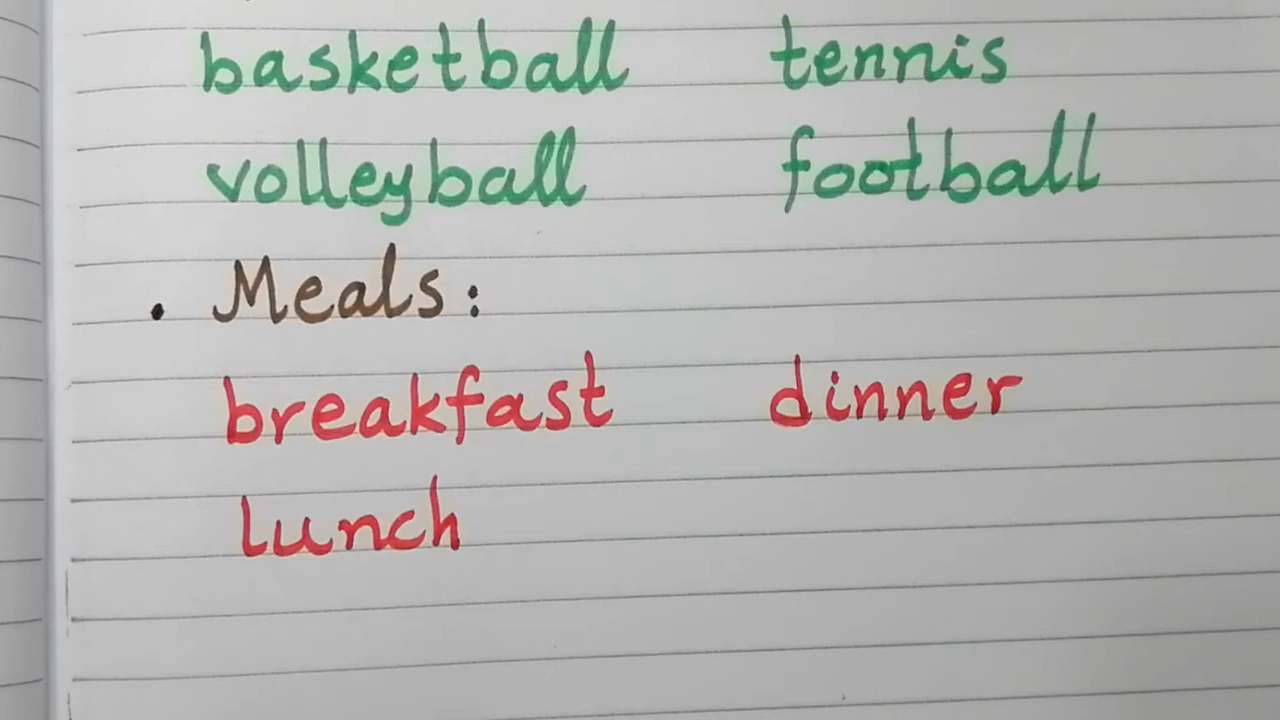 basketball tennis
volleyball football
. Meals:
breakfast dinner
lunch